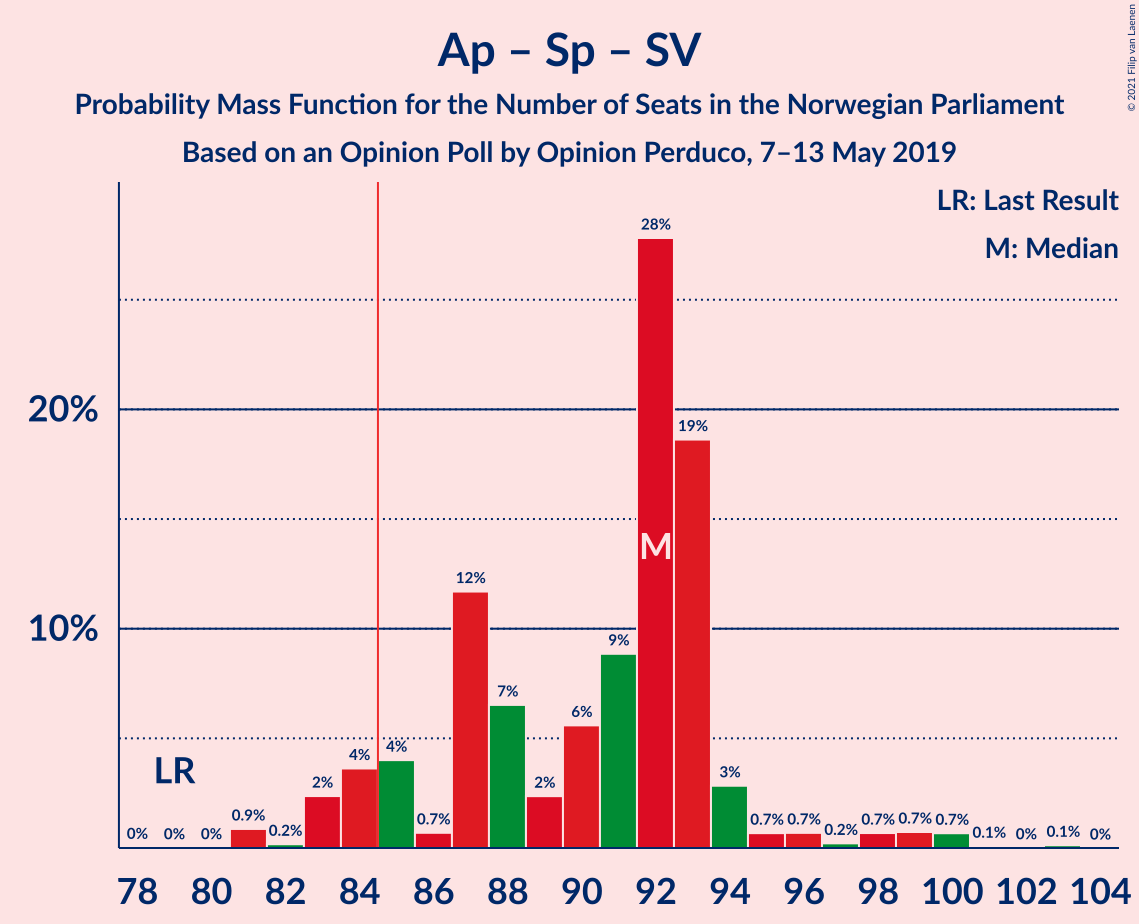 Ap – Sp – SV
Probability Mass Function for the Number of Seats in the Norwegian Parliament
Based on an Opinion Poll by Opinion Perduco, 7–13 May 2019
© 2021 Filip van Laenen
LR: Last Result
M: Median
20%
10%
0% 0% 0% 0.9% 0.2% 2% 4% 4% 0.7% 12% 7% 2% 6% 9% 28% 19% 3% 0.7% 0.7% 0.2% 0.7% 0.7% 0.7% 0.1% 0% 0.1% 0%
LR
M
78 80 82 84 86 88 90 92 94 96 98 100 102 104